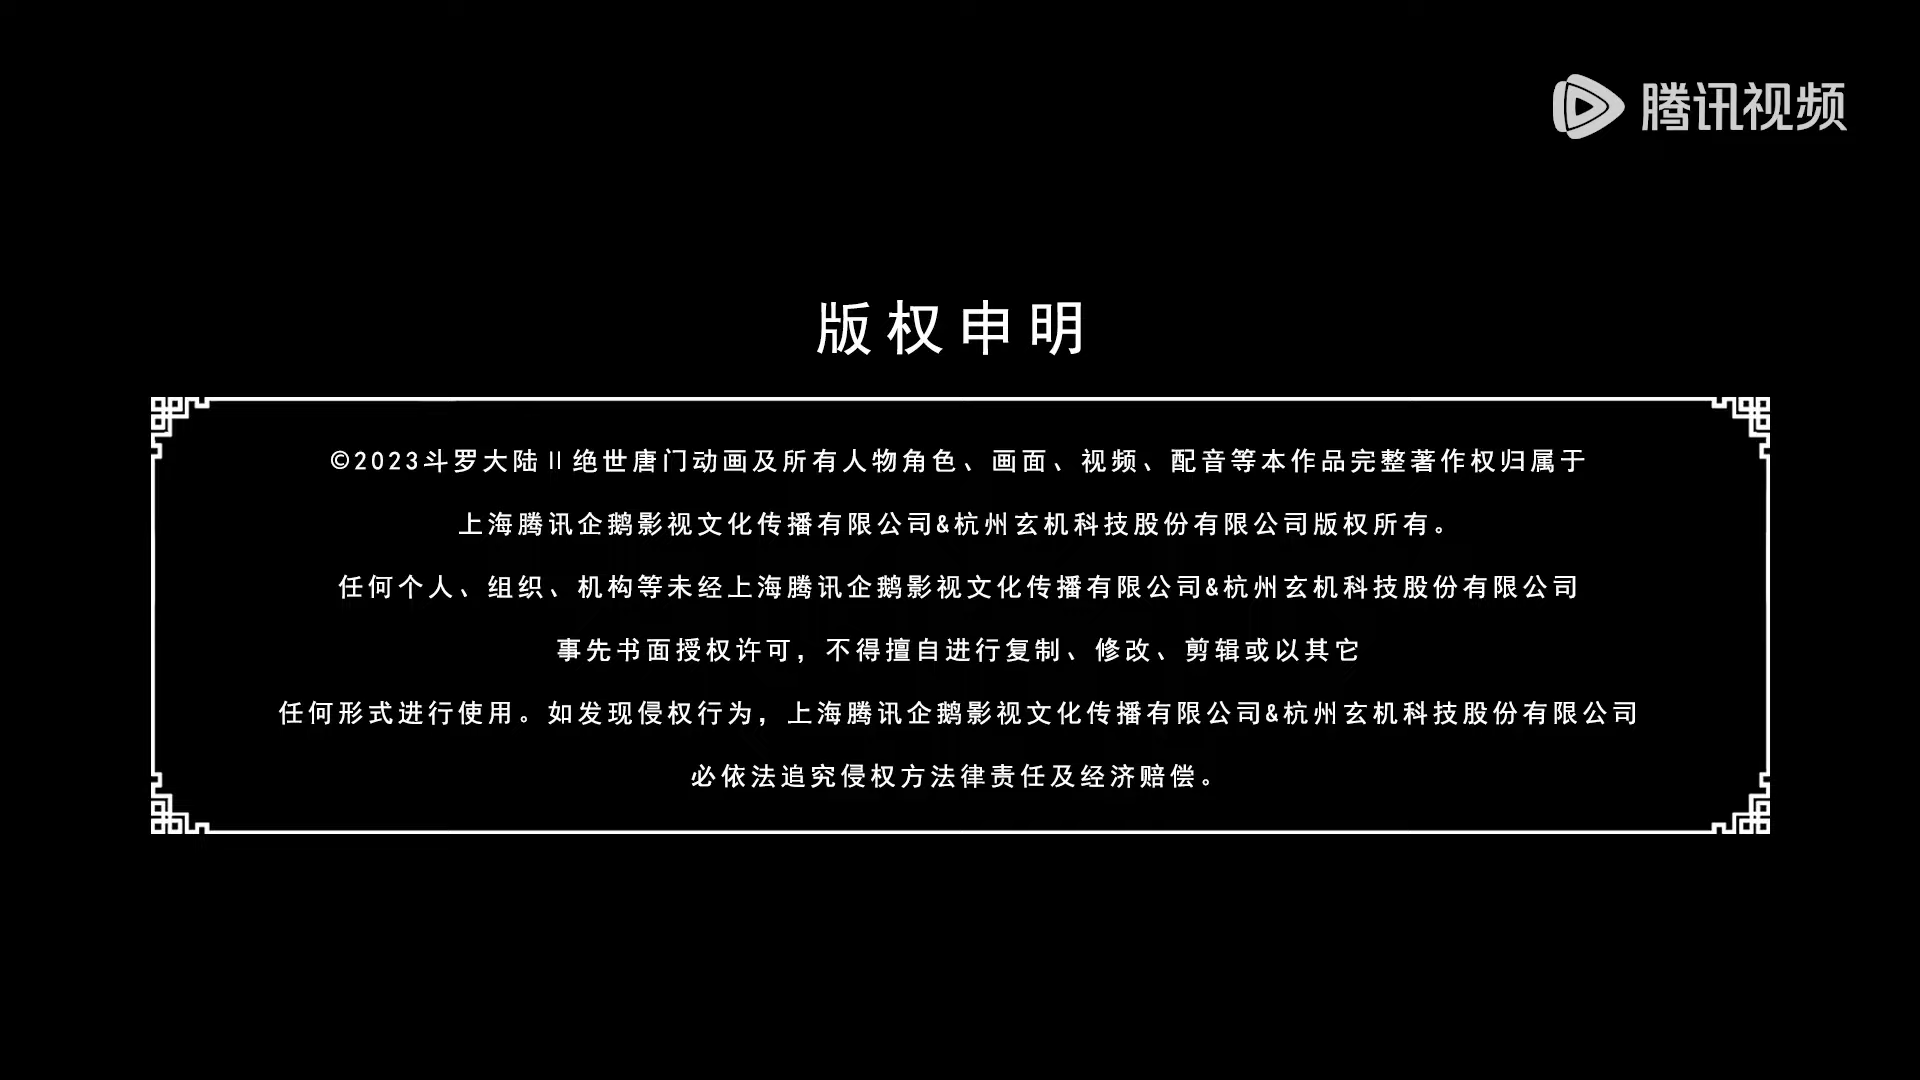 腾讯视频
版权申明
©2023斗罗大陆Ⅱ绝世唐门动画及所有人物角色、画面、视频、配音等本作品完整著作权归属于
上海腾讯企鹅影视文化传播有限公司&杭州玄机科技股份有限公司版权所有。
任何个人、组织、机构等未经上海腾讯企鹅影视文化传播有限公司&杭州玄机科技股份有限公司
事先书面授权许可，不得擅自进行复制、修改、剪辑或以其它
任何形式进行使用。如发现侵权行为，上海腾讯企鹅影视文化传播有限公司&杭州玄机科技股份有限公司
必依法追究侵权方法律责任及经济赔偿。